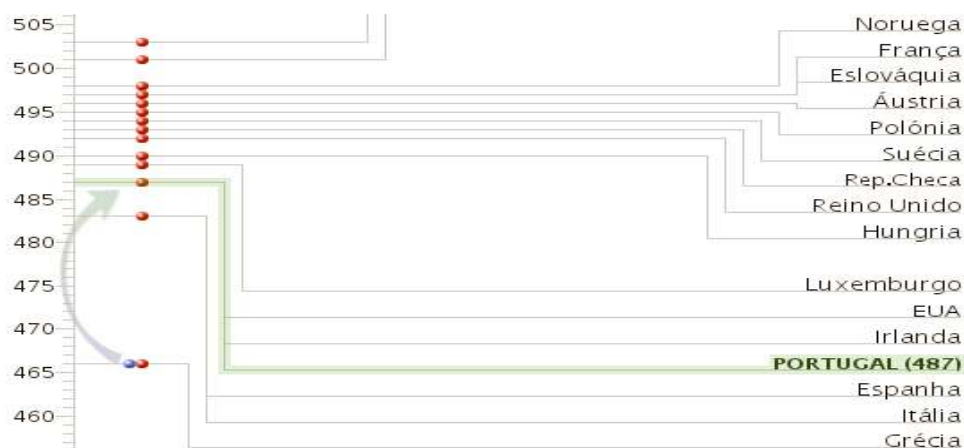 505
500
495
490
485
480
475
470
465
460
Noruega
França
Eslováquia
Áustria
Polónia
Suécia
Rep.Checa
Reino Unido
Hungria
Luxemburgo
EUA
Irlanda
PORTUGAL (487)
Espanha
Itália
Grécia